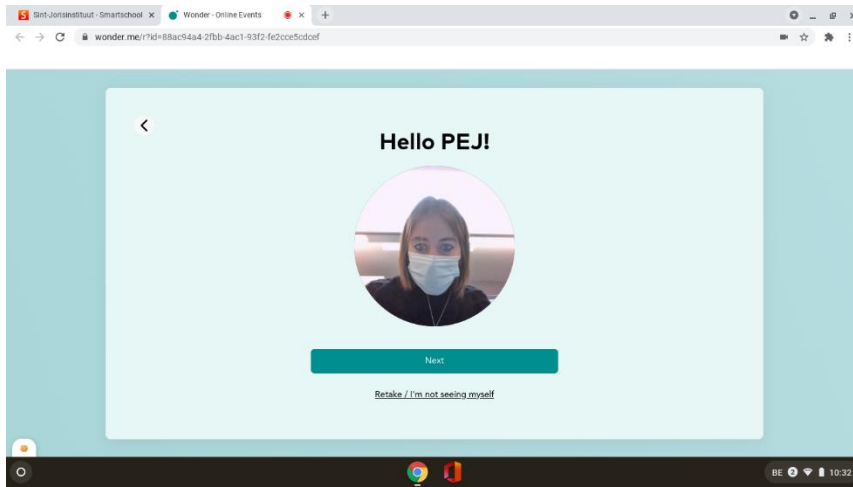 Sint-Jorisinstituut - Smartschool
Wonder - Online Events
wonder.me/r?id=88ac94a4-2fbb-4ac1-93f2-fe2cce5cdcef
Hello PEJ!
Next
Retake / I'm not seeing myself
BE 2 10:32